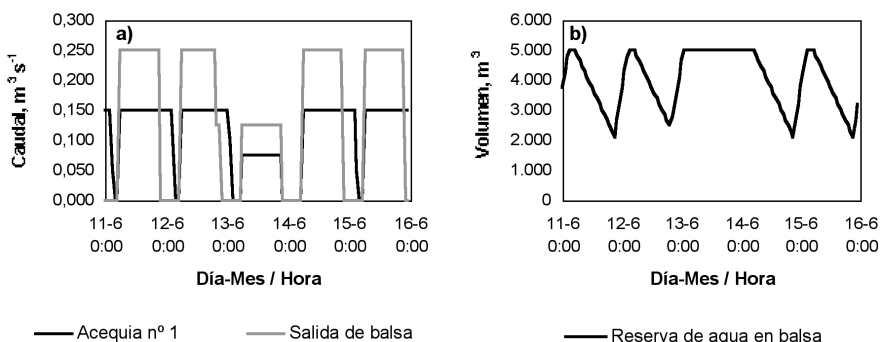 a)
Caudal, m³ s⁻¹
0,300
0,250
0,200
0,150
0,100
0,050
0,000
11-6 12-6 13-6 14-6 15-6 16-6
0:00 0:00 0:00 0:00 0:00 0:00
Día-Mes / Hora
Acequia nº 1 Salida de balsa
b)
Volumen, m³
6.000
5.000
4.000
3.000
2.000
1.000
0
11-6 12-6 13-6 14-6 15-6 16-6
0:00 0:00 0:00 0:00 0:00 0:00
Día-Mes / Hora
Reserva de agua en balsa